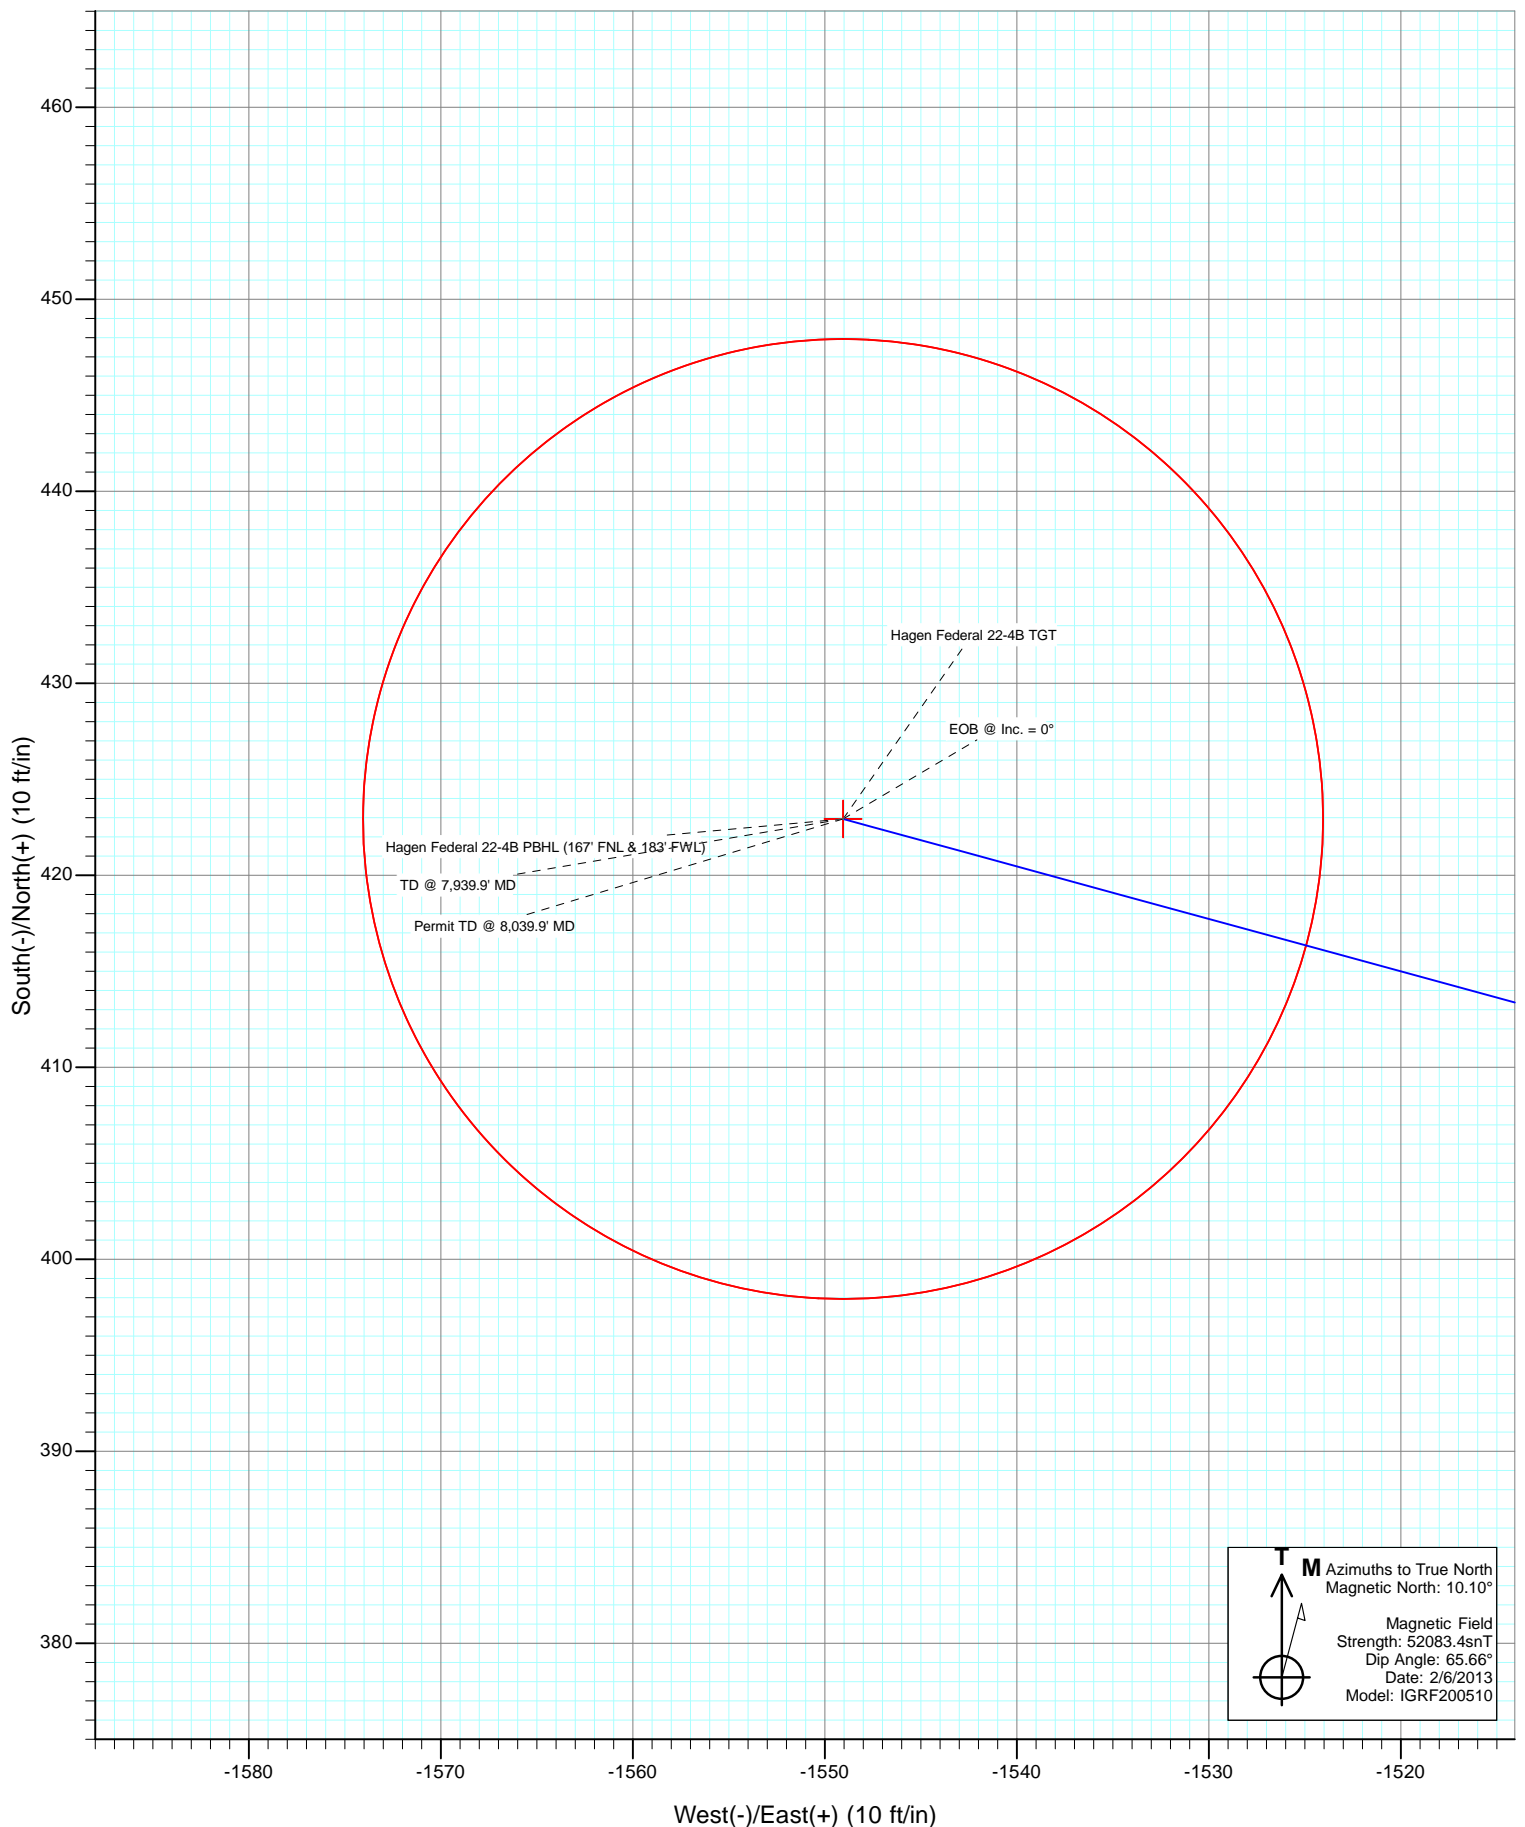 460
450
440
430
420
410
400
390
380
South(-)/North(+) (10 ft/in)
Hagen Federal 22-4B TGT
EOB @ Inc. = 0°
Hagen Federal 22-4B PBHL (167' FNL & 183' FWL)
TD @ 7,939.9' MD
Permit TD @ 8,039.9' MD
T
M
Azimuths to True North
Magnetic North: 10.10°
Magnetic Field
Strength: 52083.4snT
Dip Angle: 65.66°
Date: 2/6/2013
Model: IGRF200510
-1580
-1570
-1560
-1550
-1540
-1530
-1520
West(-)/East(+) (10 ft/in)